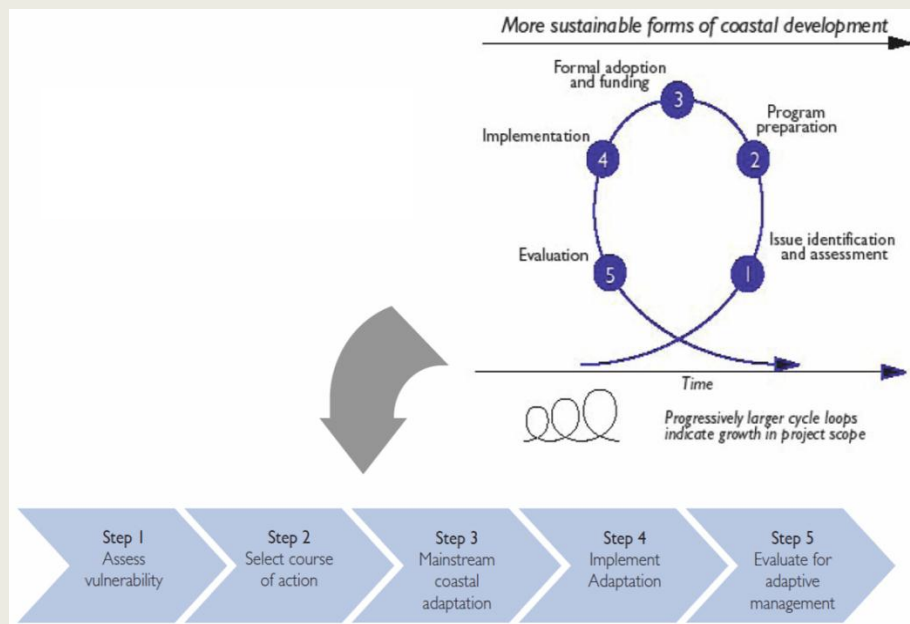 More sustainable forms of coastal development
Formal adoption
and funding
3
Program
preparation
Implementation
4
2
Issue identification
and assessment
Evaluation
5
1
Time
Progressively larger cycle loops
indicate growth in project scope
Step 1
Assess
vulnerability
Step 2
Select course
of action
Step 3
Mainstream
coastal
adaptation
Step 4
Implement
Adaptation
Step 5
Evaluate for
adaptive
management